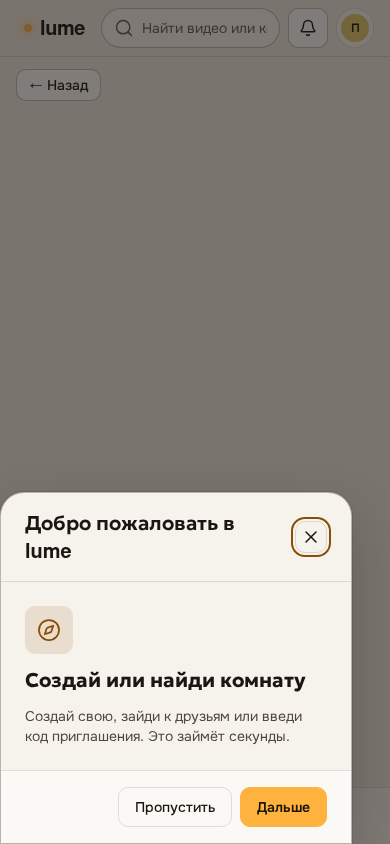 lume
Найти видео или к
П
← Назад
Добро пожаловать в
lume
Создай или найди комнату
Создай свою, зайди к друзьям или введи
код приглашения. Это займёт секунды.
Пропустить
Дальше